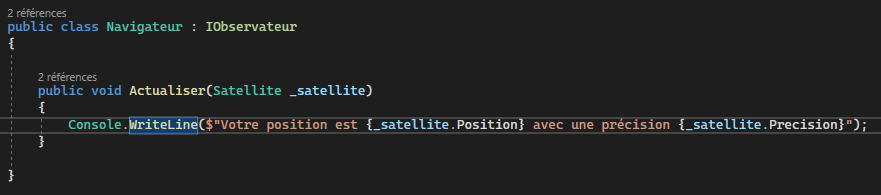 2 références
public class Navigateur : IObservateur
{
2 références
public void Actualiser(Satellite _satellite)
{
Console.WriteLine($"Votre position est {_satellite.Position} avec une précision {_satellite.Precision}");
}
}